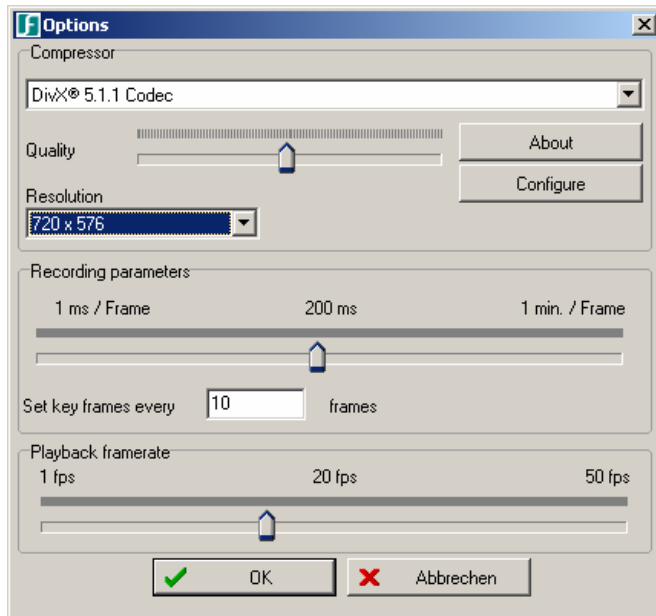 Options
Compressor
DivX® 5.1.1 Codec
Quality
About
Configure
Resolution
720 x 576
Recording parameters
1 ms / Frame 200 ms 1 min. / Frame
Set key frames every 10 frames
Playback framerate
1 fps 20 fps 50 fps
OK Abbrechen